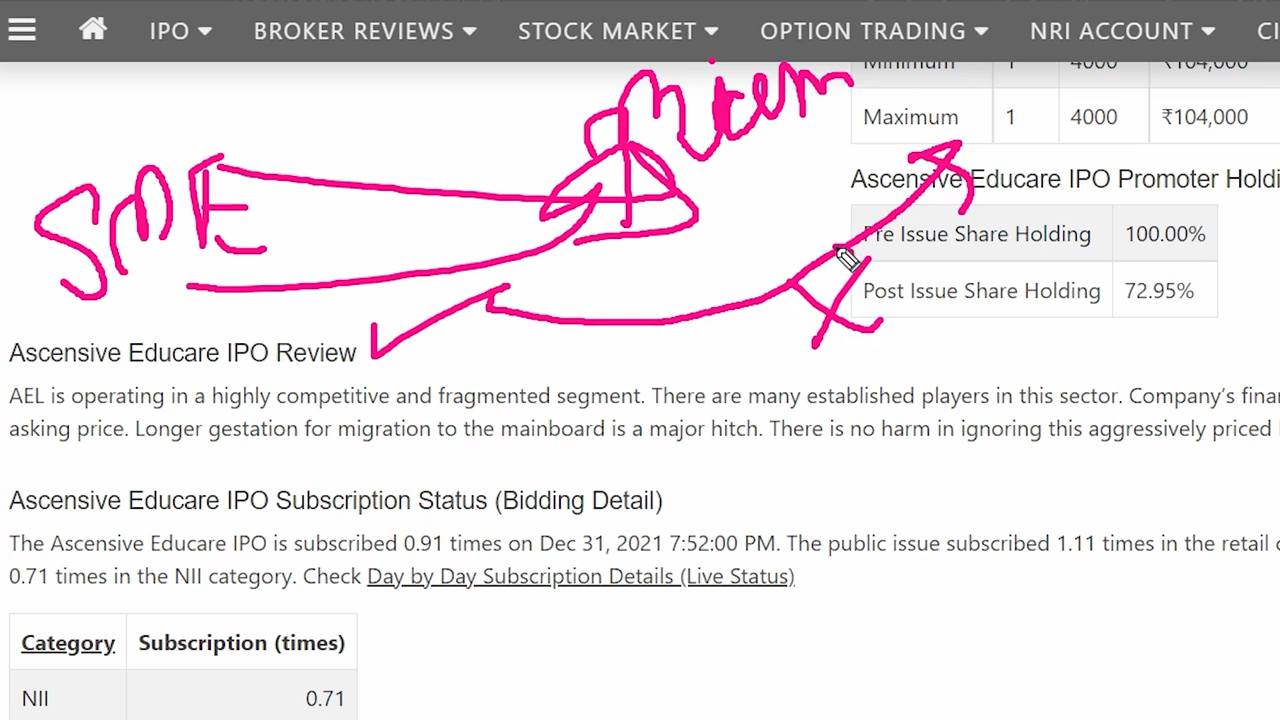 IPO BROKER REVIEWS STOCK MARKET OPTION TRADING NRI ACCOUNT
Minimum 1 4000 ₹104,000
Maximum 1 4000 ₹104,000
SME
Ascensive Educare IPO Promoter Holdi
Pre Issue Share Holding 100.00%
Post Issue Share Holding 72.95%
Ascensive Educare IPO Review
AEL is operating in a highly competitive and fragmented segment. There are many established players in this sector. Company's finan
asking price. Longer gestation for migration to the mainboard is a major hitch. There is no harm in ignoring this aggressively priced
Ascensive Educare IPO Subscription Status (Bidding Detail)
The Ascensive Educare IPO is subscribed 0.91 times on Dec 31, 2021 7:52:00 PM. The public issue subscribed 1.11 times in the retail
0.71 times in the NII category. Check Day by Day Subscription Details (Live Status)
Category Subscription (times)
NII 0.71